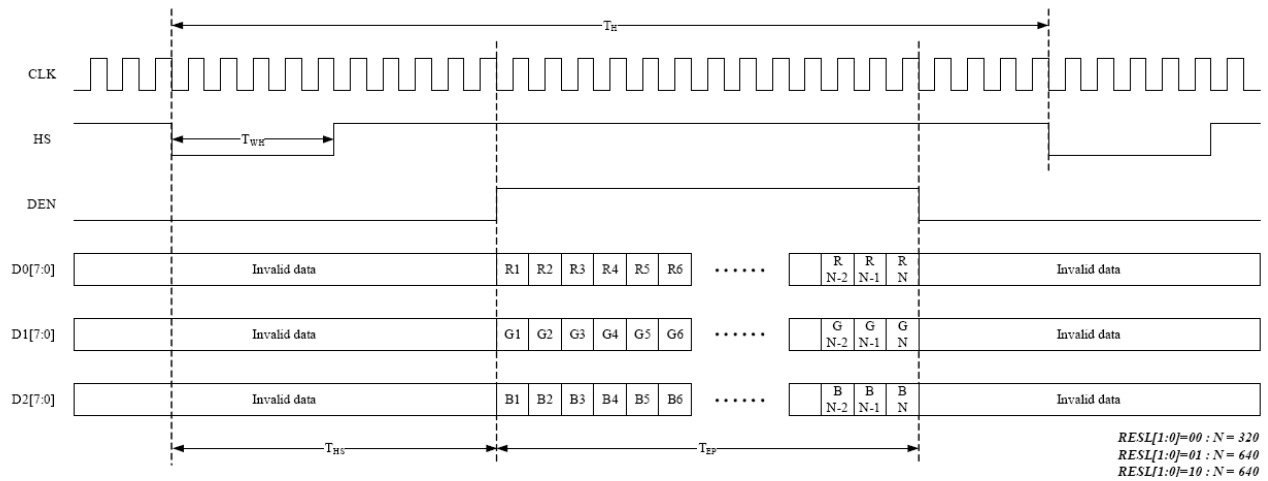 TH
CLK
HS
TWH
DEN
D0[7:0] Invalid data R1 R2 R3 R4 R5 R6 ...... R N-2 R N-1 R N Invalid data
D1[7:0] Invalid data G1 G2 G3 G4 G5 G6 ...... G N-2 G N-1 G N Invalid data
D2[7:0] Invalid data B1 B2 B3 B4 B5 B6 ...... B N-2 B N-1 B N Invalid data
THS TEP
RESL[1:0]=00 : N = 320
RESL[1:0]=01 : N = 640
RESL[1:0]=10 : N = 640